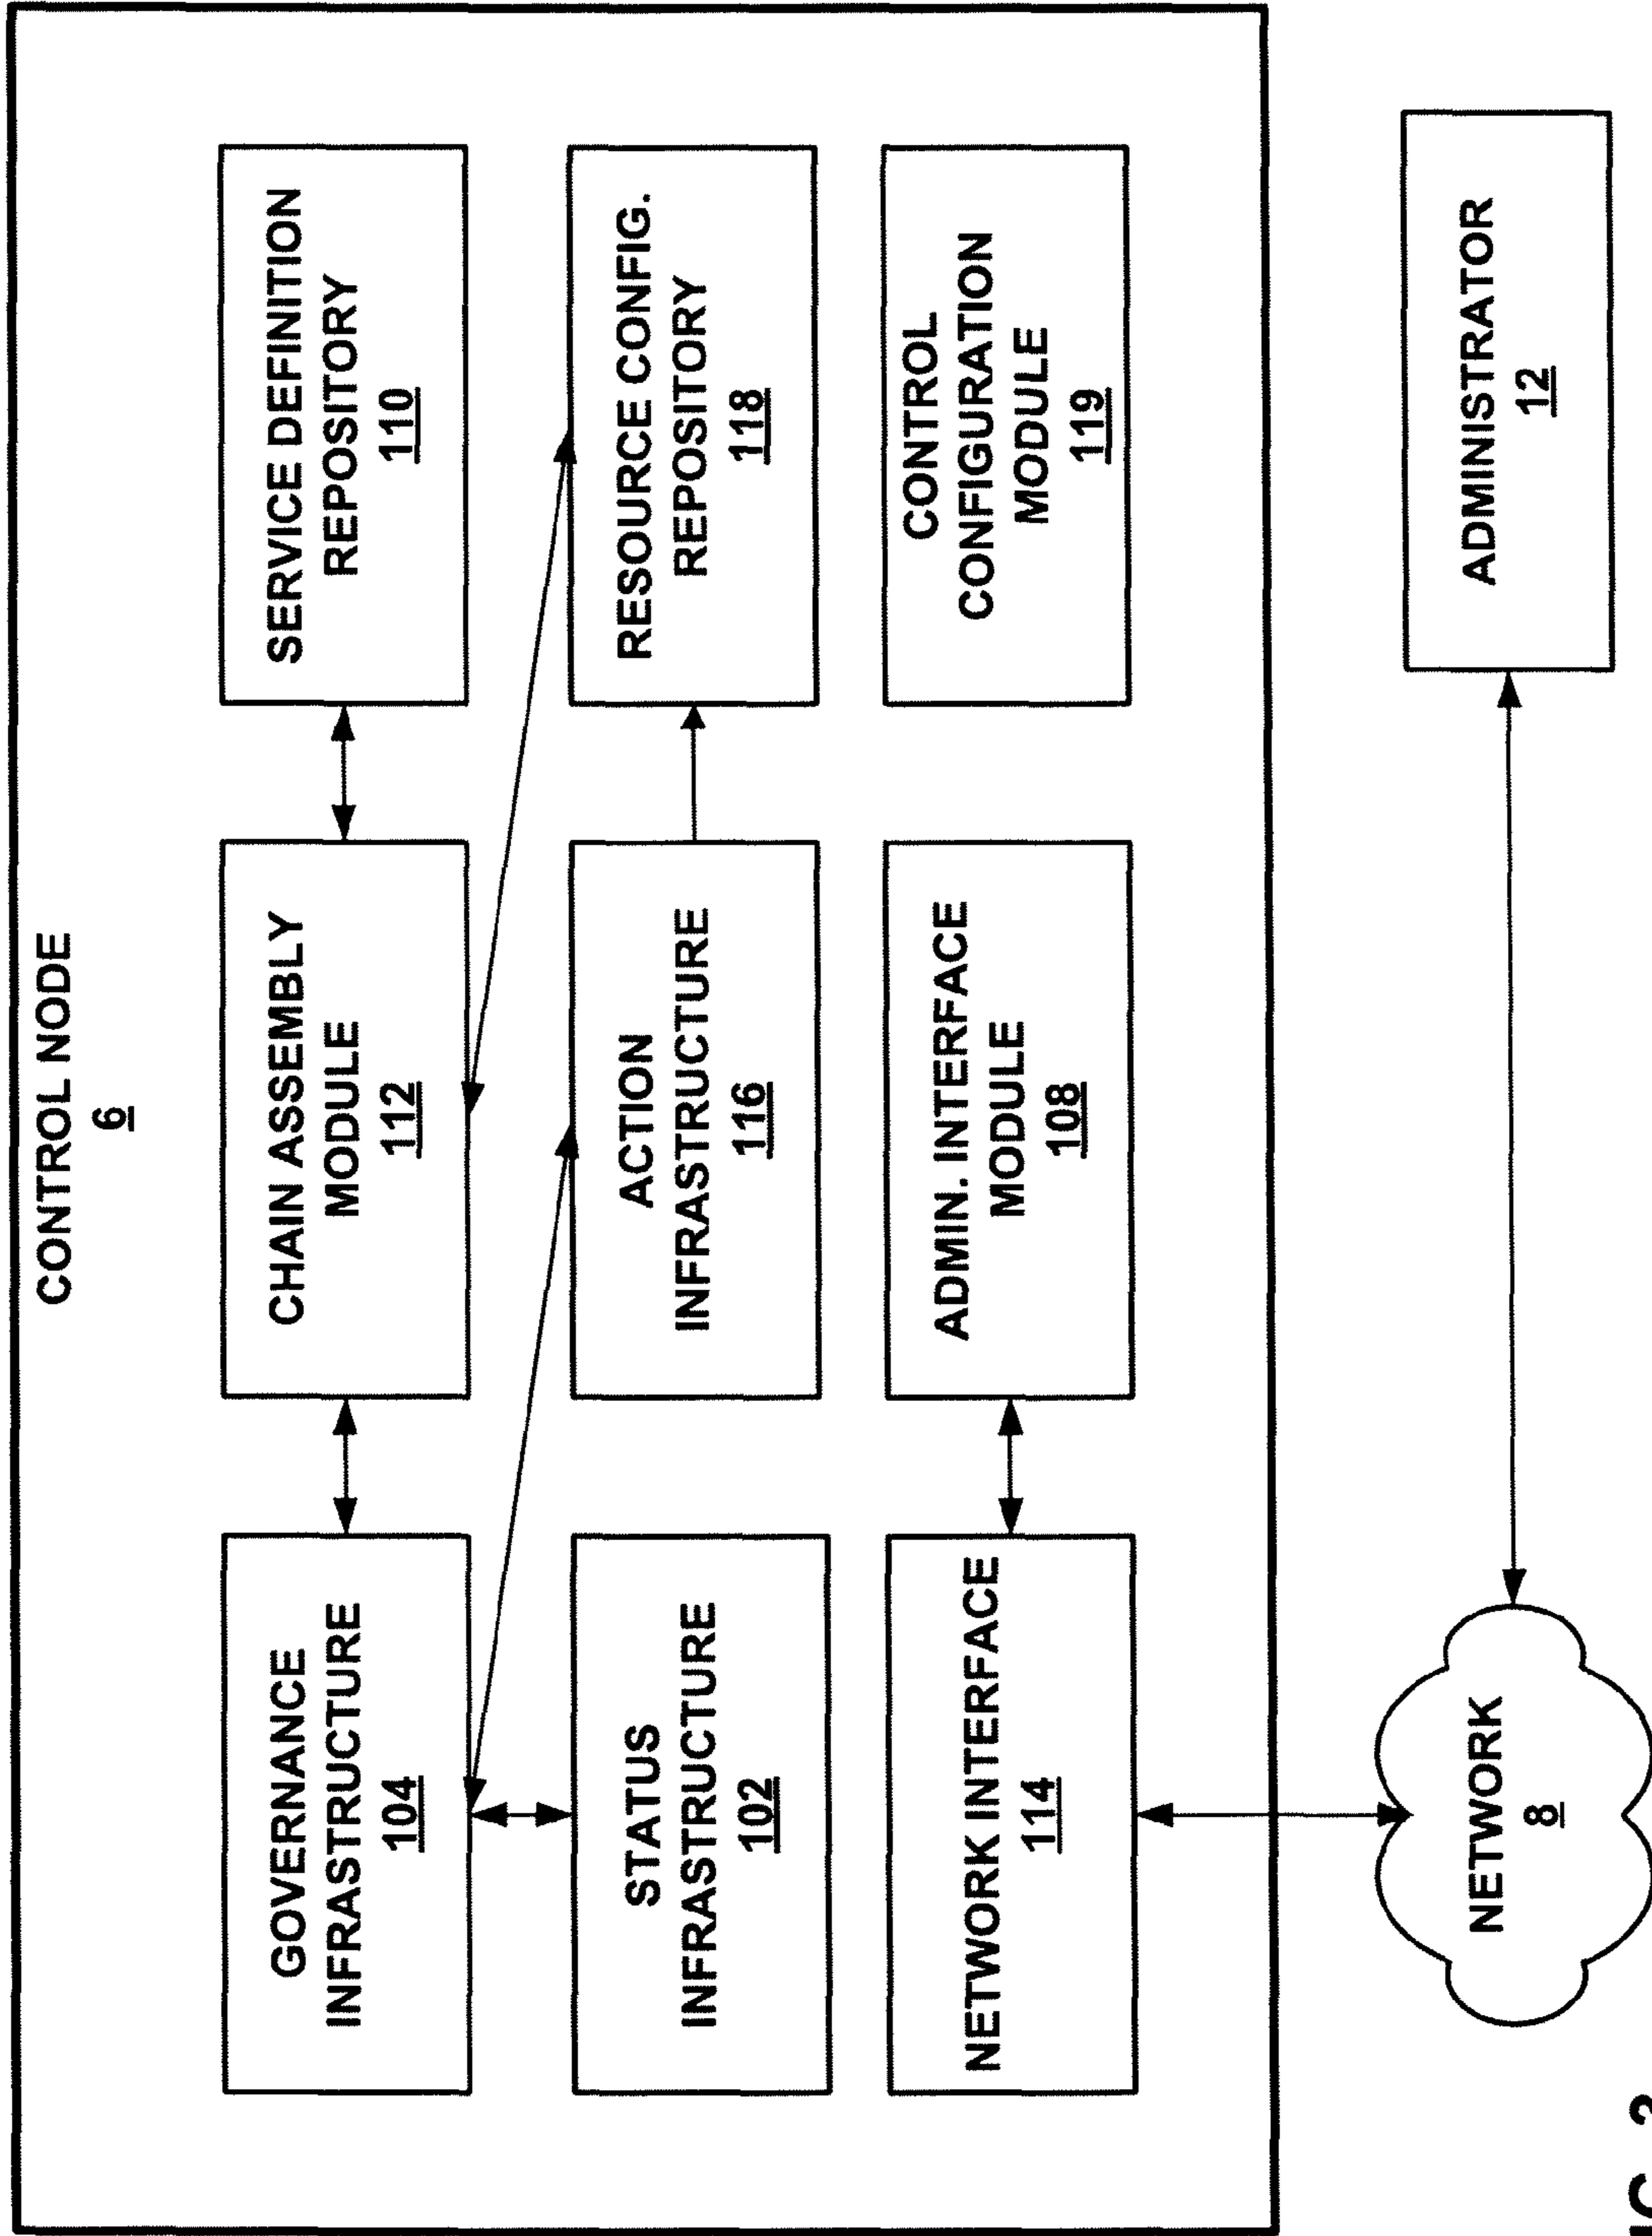 CONTROL NODE
6
GOVERNANCE
INFRASTRUCTURE
104
CHAIN ASSEMBLY
MODULE
112
SERVICE DEFINITION
REPOSITORY
110
STATUS
INFRASTRUCTURE
102
ACTION
INFRASTRUCTURE
116
RESOURCE CONFIG.
REPOSITORY
118
NETWORK INTERFACE
114
ADMIN. INTERFACE
MODULE
108
CONTROL
CONFIGURATION
MODULE
119
NETWORK
8
ADMINISTRATOR
12